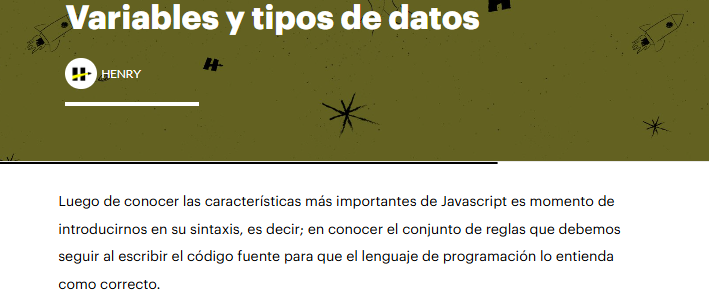 Variables y tipos de datos
HENRY
Luego de conocer las características más importantes de Javascript es momento de
introducirnos en su sintaxis, es decir; en conocer el conjunto de reglas que debemos
seguir al escribir el código fuente para que el lenguaje de programación lo entienda
como correcto.